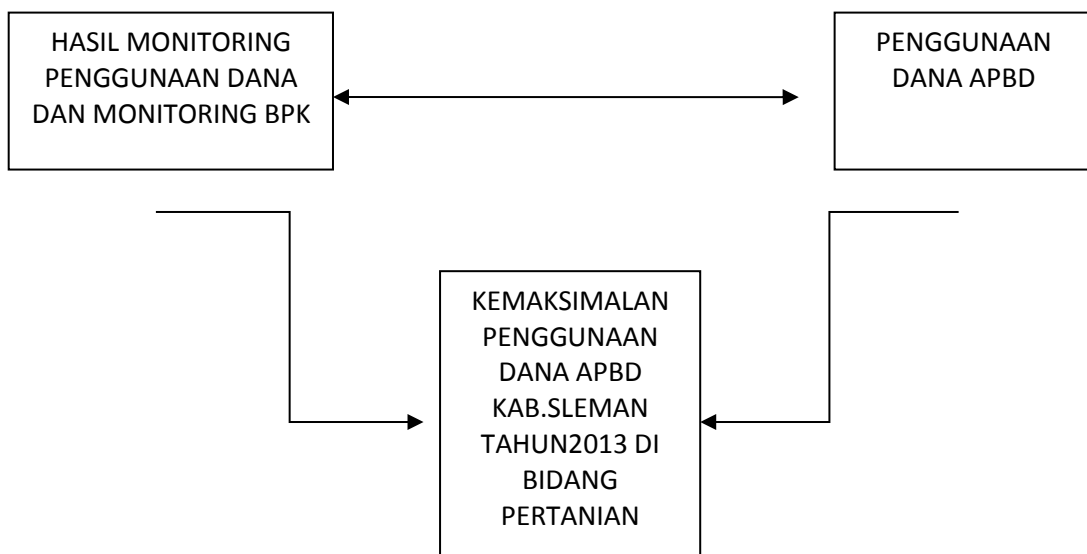 HASIL MONITORING
PENGGUNAAN DANA
DAN MONITORING BPK
PENGGUNAAN
DANA APBD
KEMAKSIMALAN
PENGGUNAAN
DANA APBD
KAB.SLEMAN
TAHUN2013 DI
BIDANG
PERTANIAN